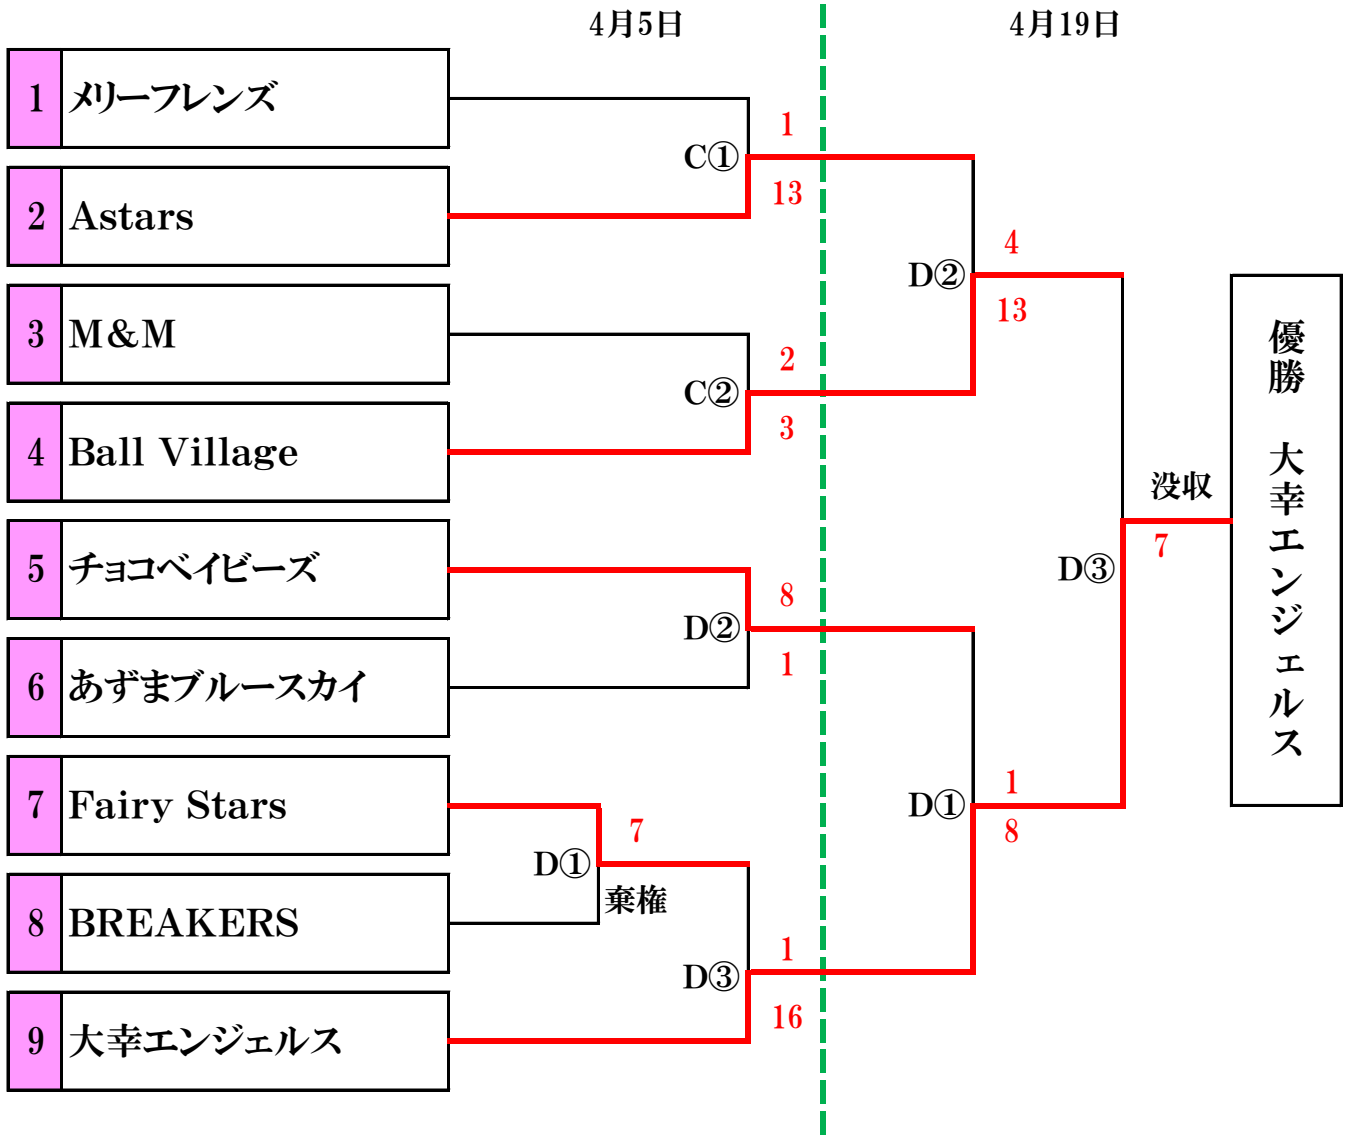 4月5日
4月19日
1 メリーフレンズ
1
C①
13
2 Astars
4
D②
13
3 M&M
2
C②
3
4 Ball Village
没収
7
D③
優勝 大幸エンジェルス
5 チョコベイビーズ
8
D②
1
6 あずまブルースカイ
7 Fairy Stars
7
D①
棄権
1
D①
8
8 BREAKERS
1
D③
16
9 大幸エンジェルス